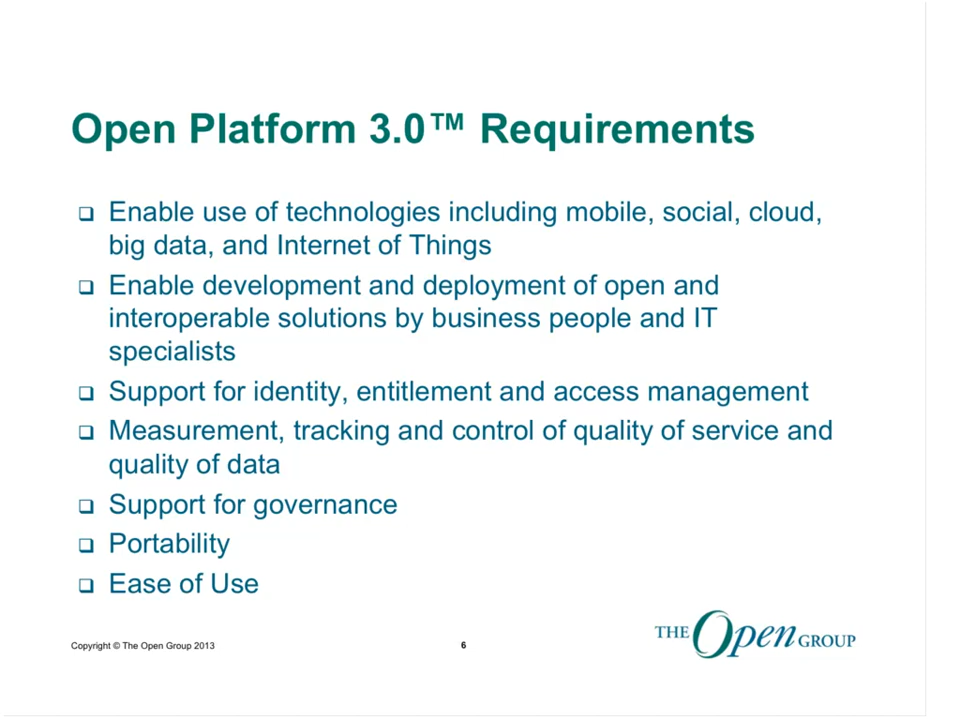 Open Platform 3.0™ Requirements
❑ Enable use of technologies including mobile, social, cloud,
big data, and Internet of Things
❑ Enable development and deployment of open and
interoperable solutions by business people and IT
specialists
❑ Support for identity, entitlement and access management
❑ Measurement, tracking and control of quality of service and
quality of data
❑ Support for governance
❑ Portability
❑ Ease of Use
Copyright © The Open Group 2013
6
THE Open GROUP